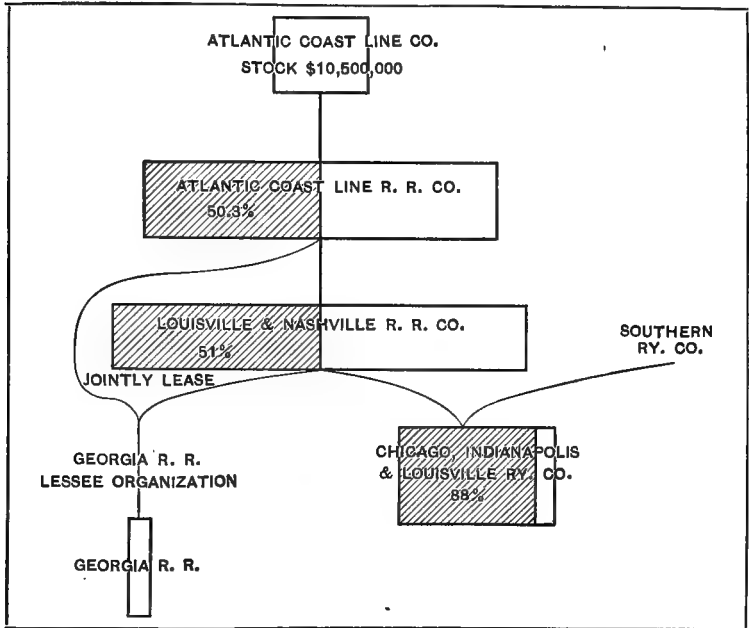 ATLANTIC COAST LINE CO.
STOCK $10,500,000
ATLANTIC COAST LINE R. R. CO.
50.3%
LOUISVILLE & NASHVILLE R. R. CO.
51%
SOUTHERN
RY. CO.
JOINTLY LEASE
CHICAGO, INDIANAPOLIS
& LOUISVILLE RY. CO.
88%
GEORGIA R. R.
LESSEE ORGANIZATION
GEORGIA R. R.